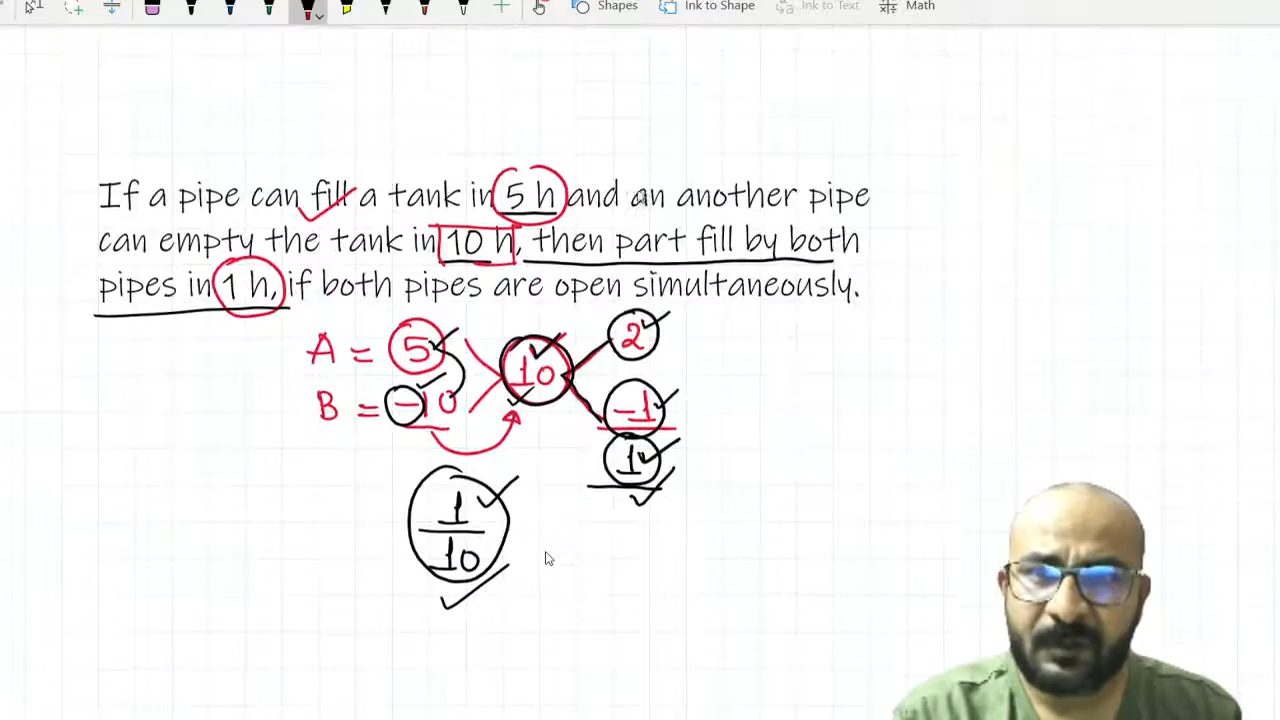 Shapes Ink to Shape Ink to Text Math
If a pipe can fill a tank in 5 h and an another pipe
can empty the tank in 10 h, then part fill by both
pipes in 1 h, if both pipes are open simultaneously.
A = 5 10 2
B = -10 -1
1
1
10